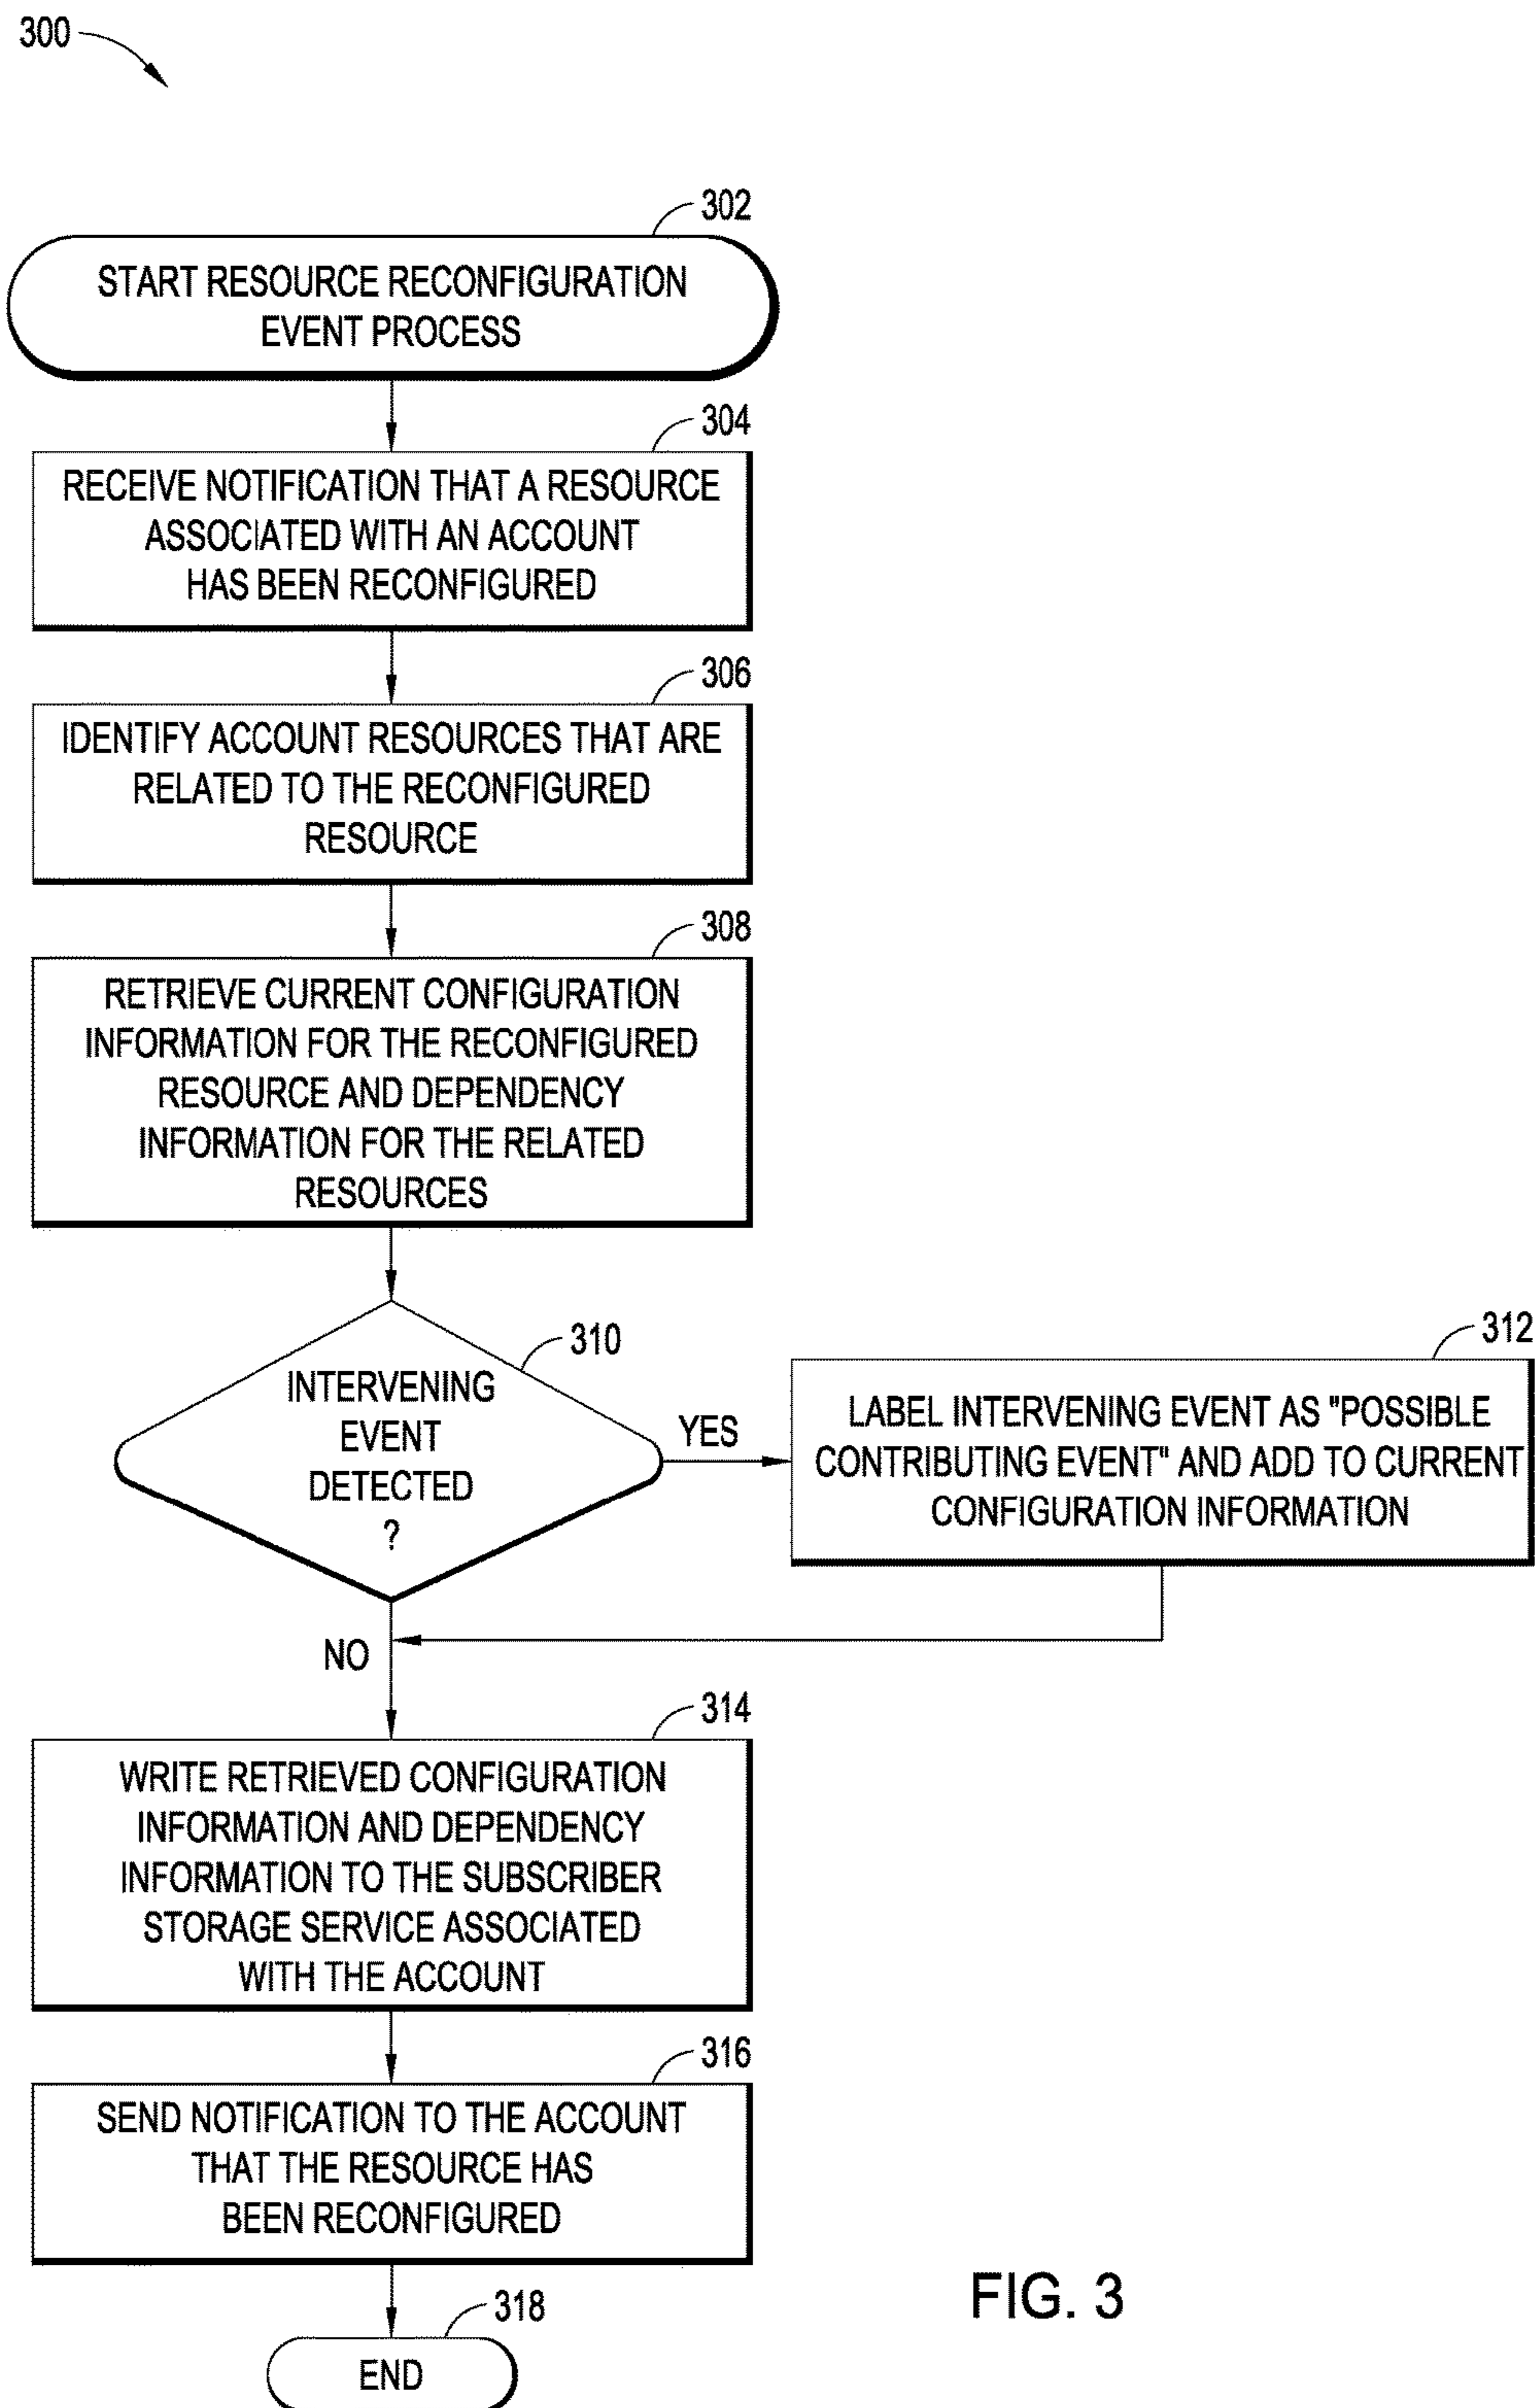 300
302
START RESOURCE RECONFIGURATION
EVENT PROCESS
304
RECEIVE NOTIFICATION THAT A RESOURCE
ASSOCIATED WITH AN ACCOUNT
HAS BEEN RECONFIGURED
306
IDENTIFY ACCOUNT RESOURCES THAT ARE
RELATED TO THE RECONFIGURED
RESOURCE
308
RETRIEVE CURRENT CONFIGURATION
INFORMATION FOR THE RECONFIGURED
RESOURCE AND DEPENDENCY
INFORMATION FOR THE RELATED
RESOURCES
310
INTERVENING
EVENT
DETECTED
?
YES
312
LABEL INTERVENING EVENT AS "POSSIBLE
CONTRIBUTING EVENT" AND ADD TO CURRENT
CONFIGURATION INFORMATION
NO
314
WRITE RETRIEVED CONFIGURATION
INFORMATION AND DEPENDENCY
INFORMATION TO THE SUBSCRIBER
STORAGE SERVICE ASSOCIATED
WITH THE ACCOUNT
316
SEND NOTIFICATION TO THE ACCOUNT
THAT THE RESOURCE HAS
BEEN RECONFIGURED
318
END
FIG. 3